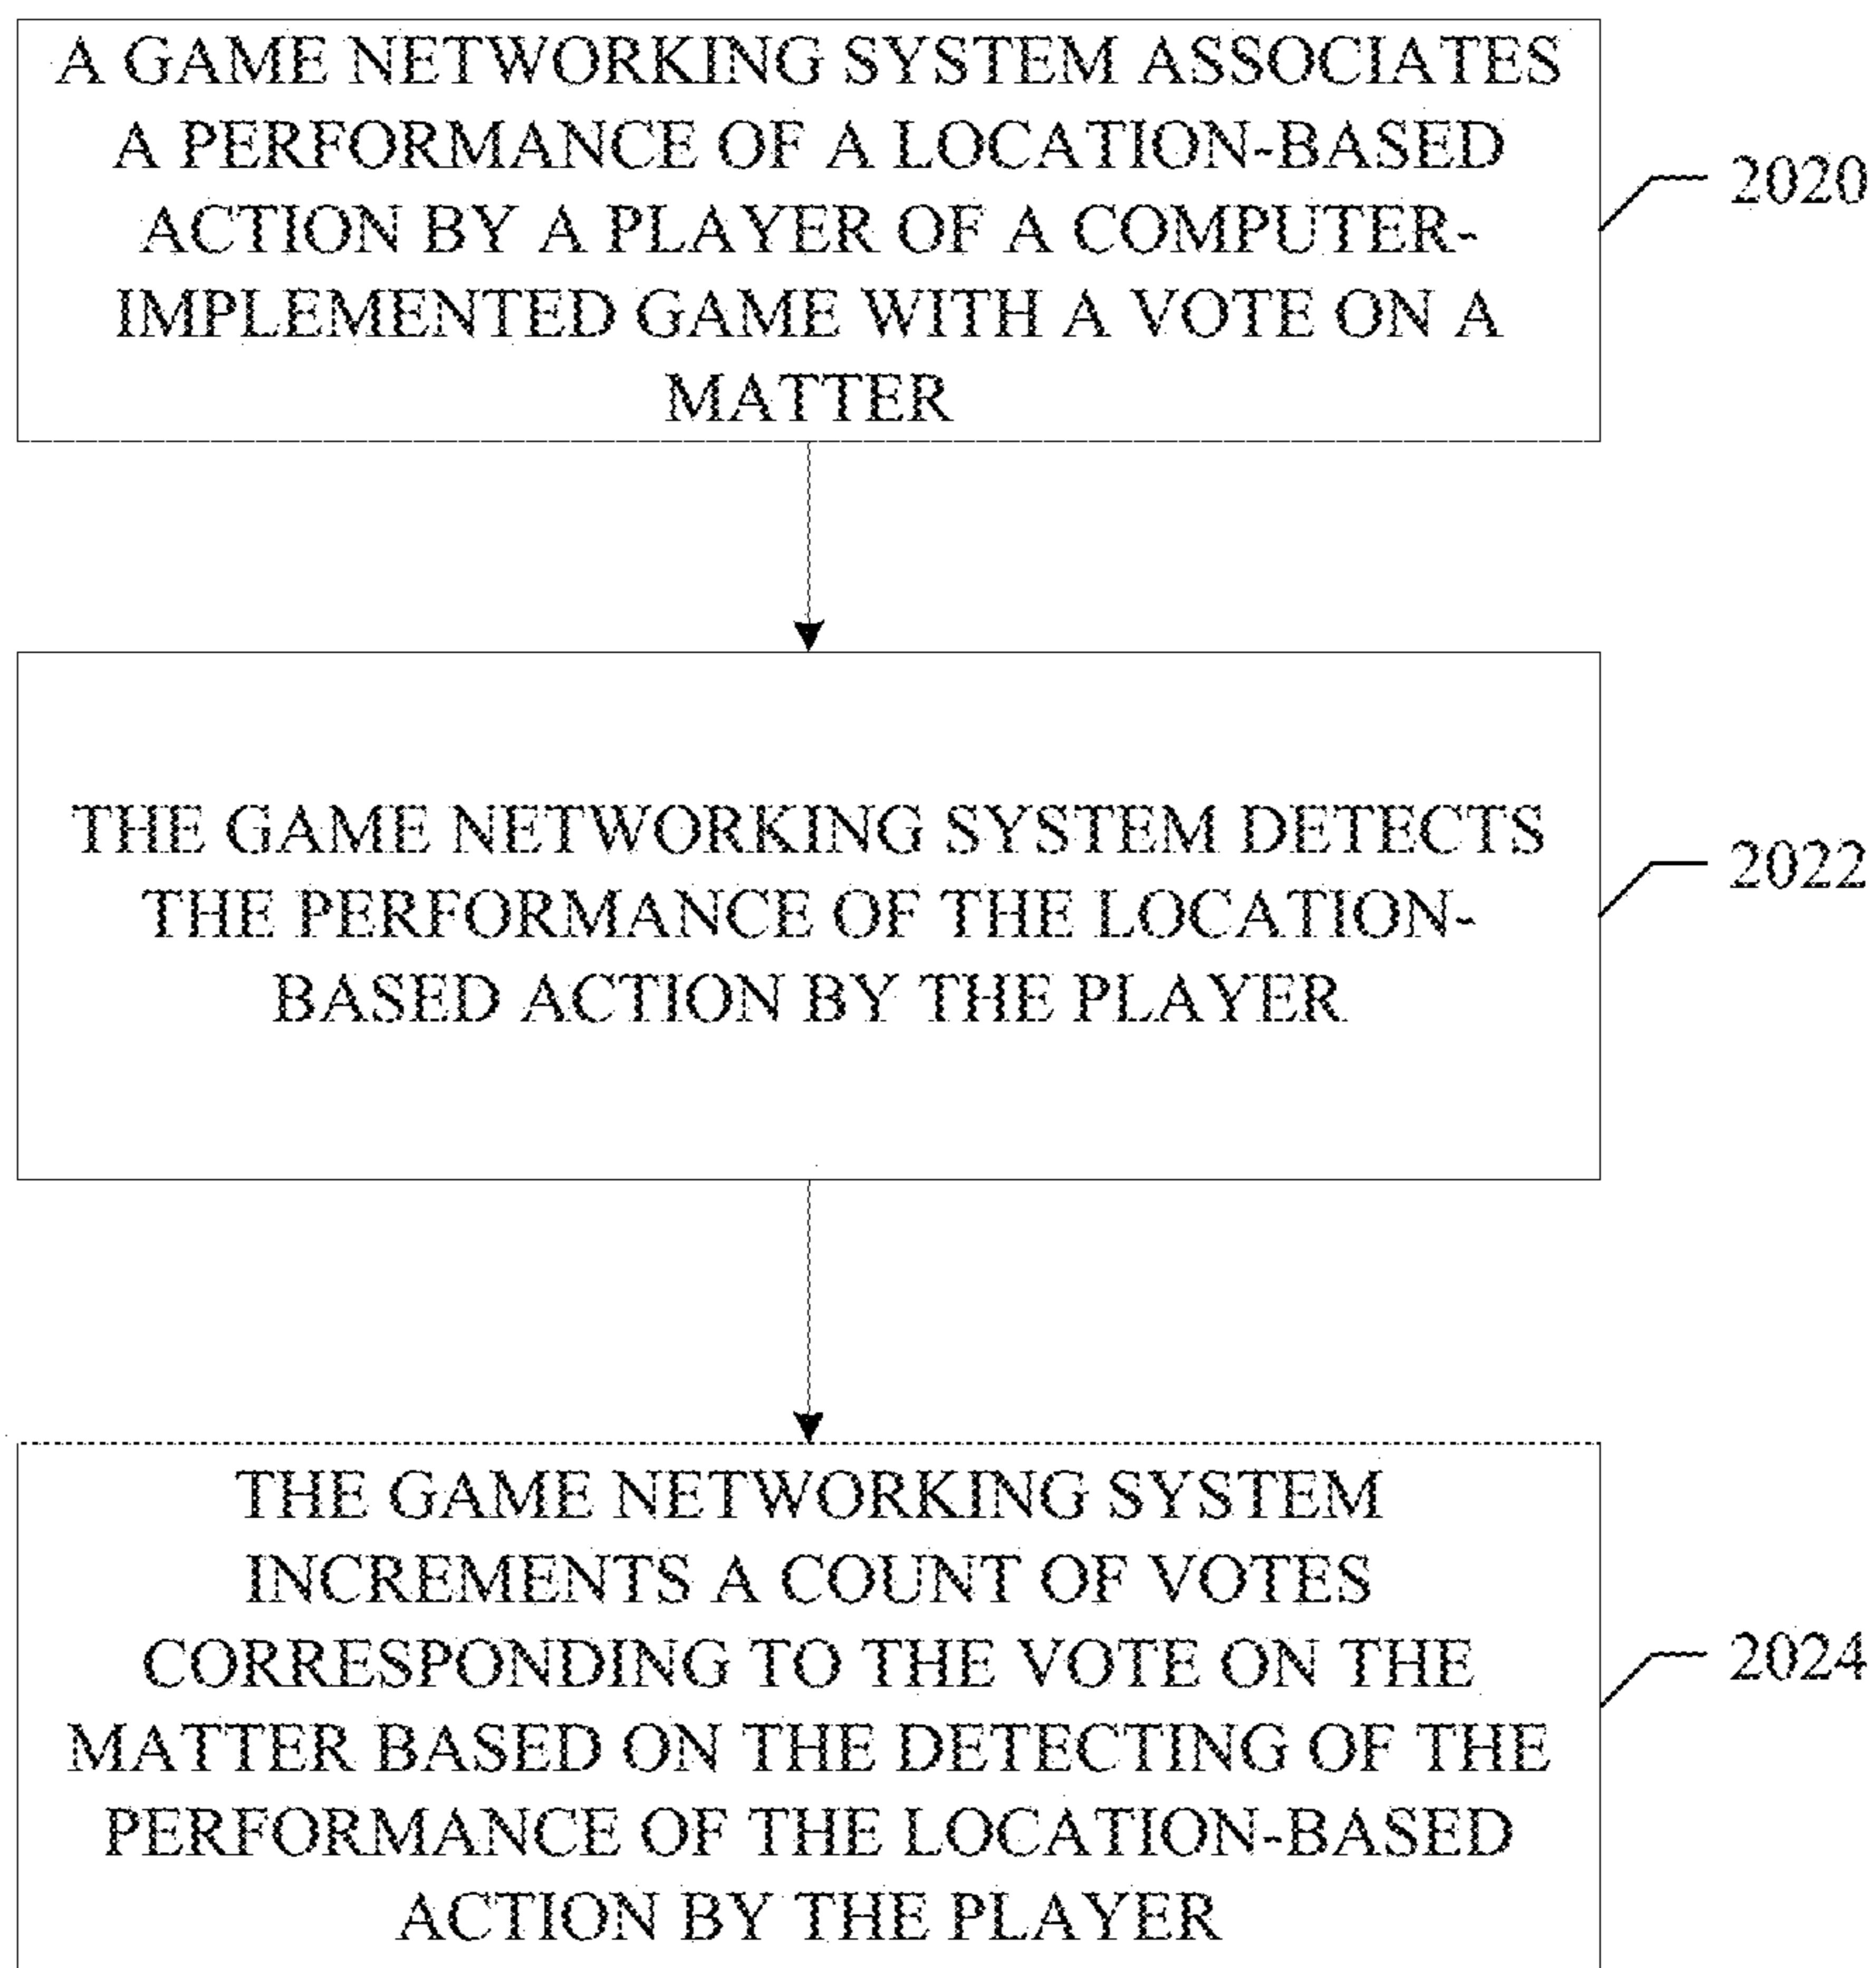 A GAME NETWORKING SYSTEM ASSOCIATES
A PERFORMANCE OF A LOCATION-BASED
ACTION BY A PLAYER OF A COMPUTER-
IMPLEMENTED GAME WITH A VOTE ON A
MATTER
2020
THE GAME NETWORKING SYSTEM DETECTS
THE PERFORMANCE OF THE LOCATION-
BASED ACTION BY THE PLAYER
2022
THE GAME NETWORKING SYSTEM
INCREMENTS A COUNT OF VOTES
CORRESPONDING TO THE VOTE ON THE
MATTER BASED ON THE DETECTING OF THE
PERFORMANCE OF THE LOCATION-BASED
ACTION BY THE PLAYER
2024